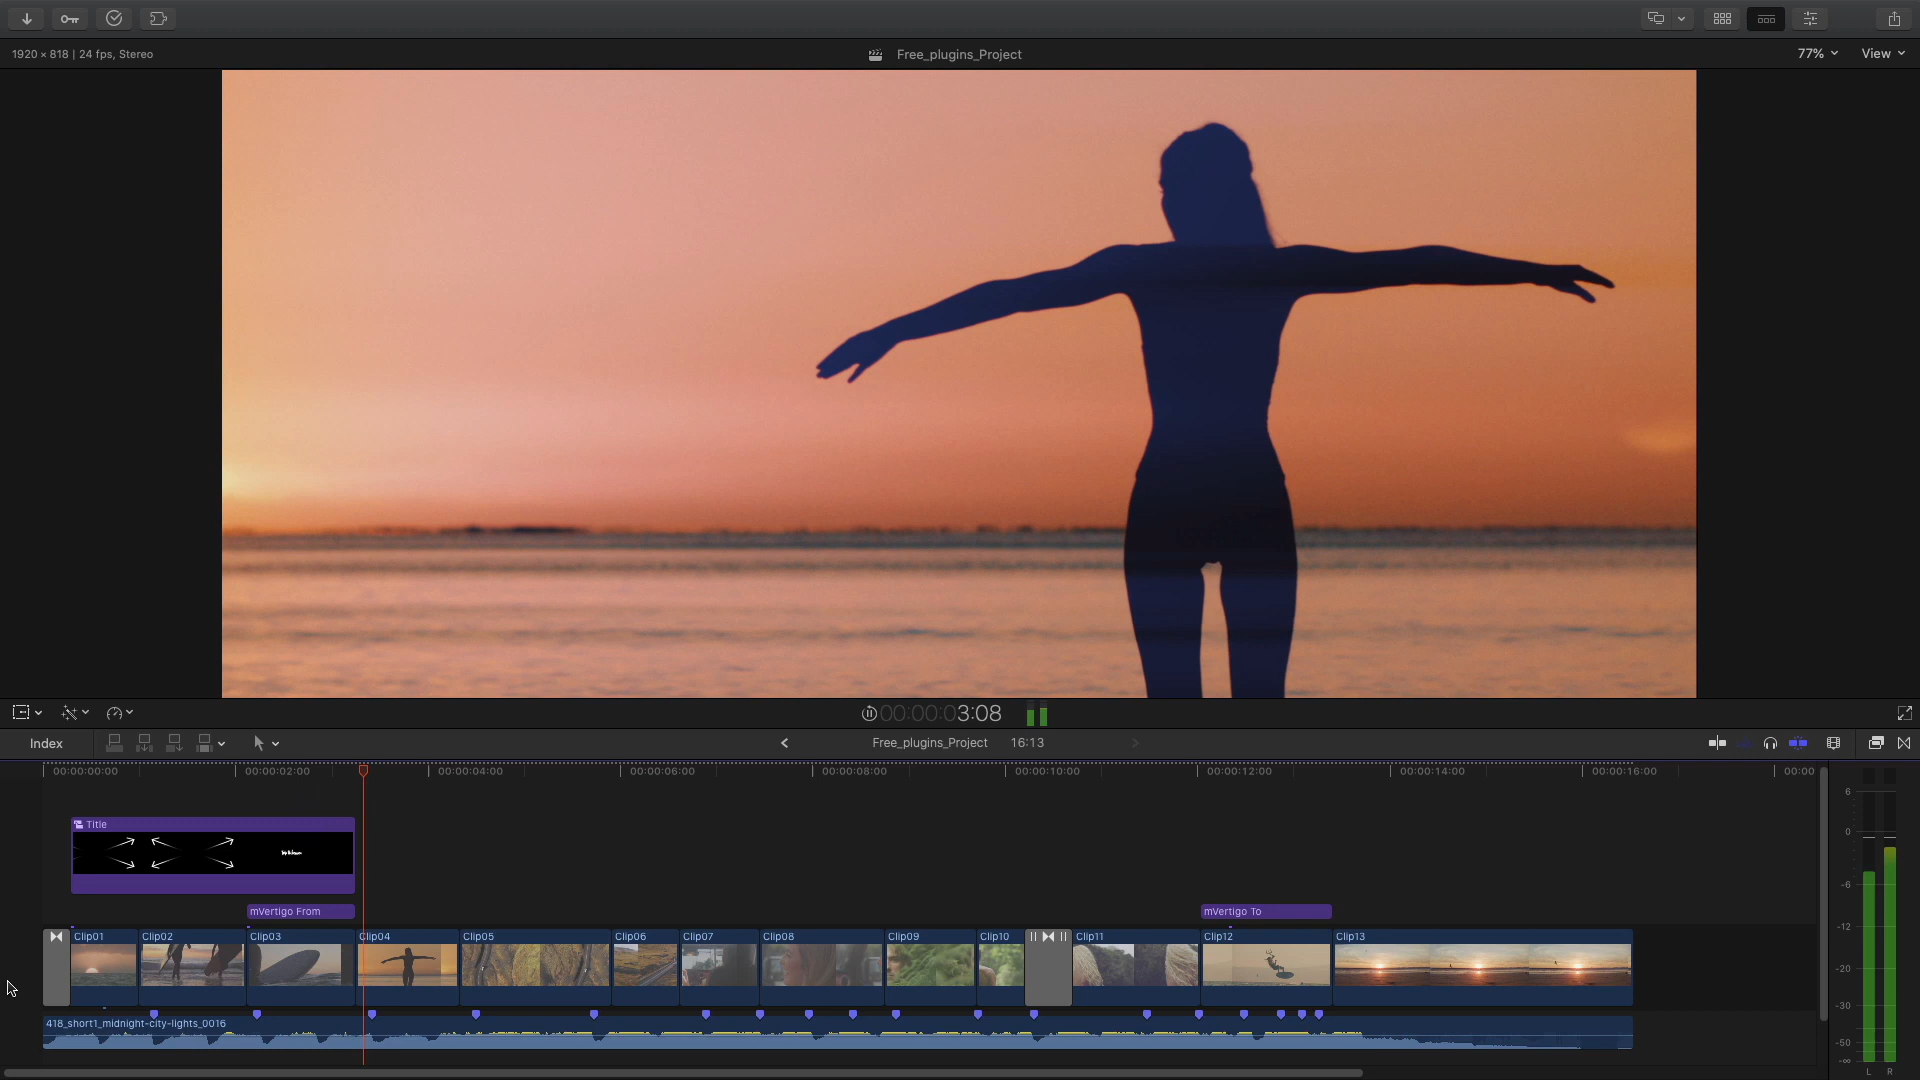 1920 × 818 | 24 fps, Stereo
Free_plugins_Project
77%
View
00:00:03:08
Index
Free_plugins_Project
16:13
00:00:00:00
00:00:02:00
00:00:04:00
00:00:06:00
00:00:08:00
00:00:10:00
00:00:12:00
00:00:14:00
00:00:16:00
00:00
Title
mVertigo From
mVertigo To
Clip01
Clip02
Clip03
Clip04
Clip05
Clip06
Clip07
Clip08
Clip09
Clip10
Clip11
Clip12
Clip13
418_short1_midnight-city-lights_0016
6
0
-6
-12
-20
-30
-50
-∞
L
R